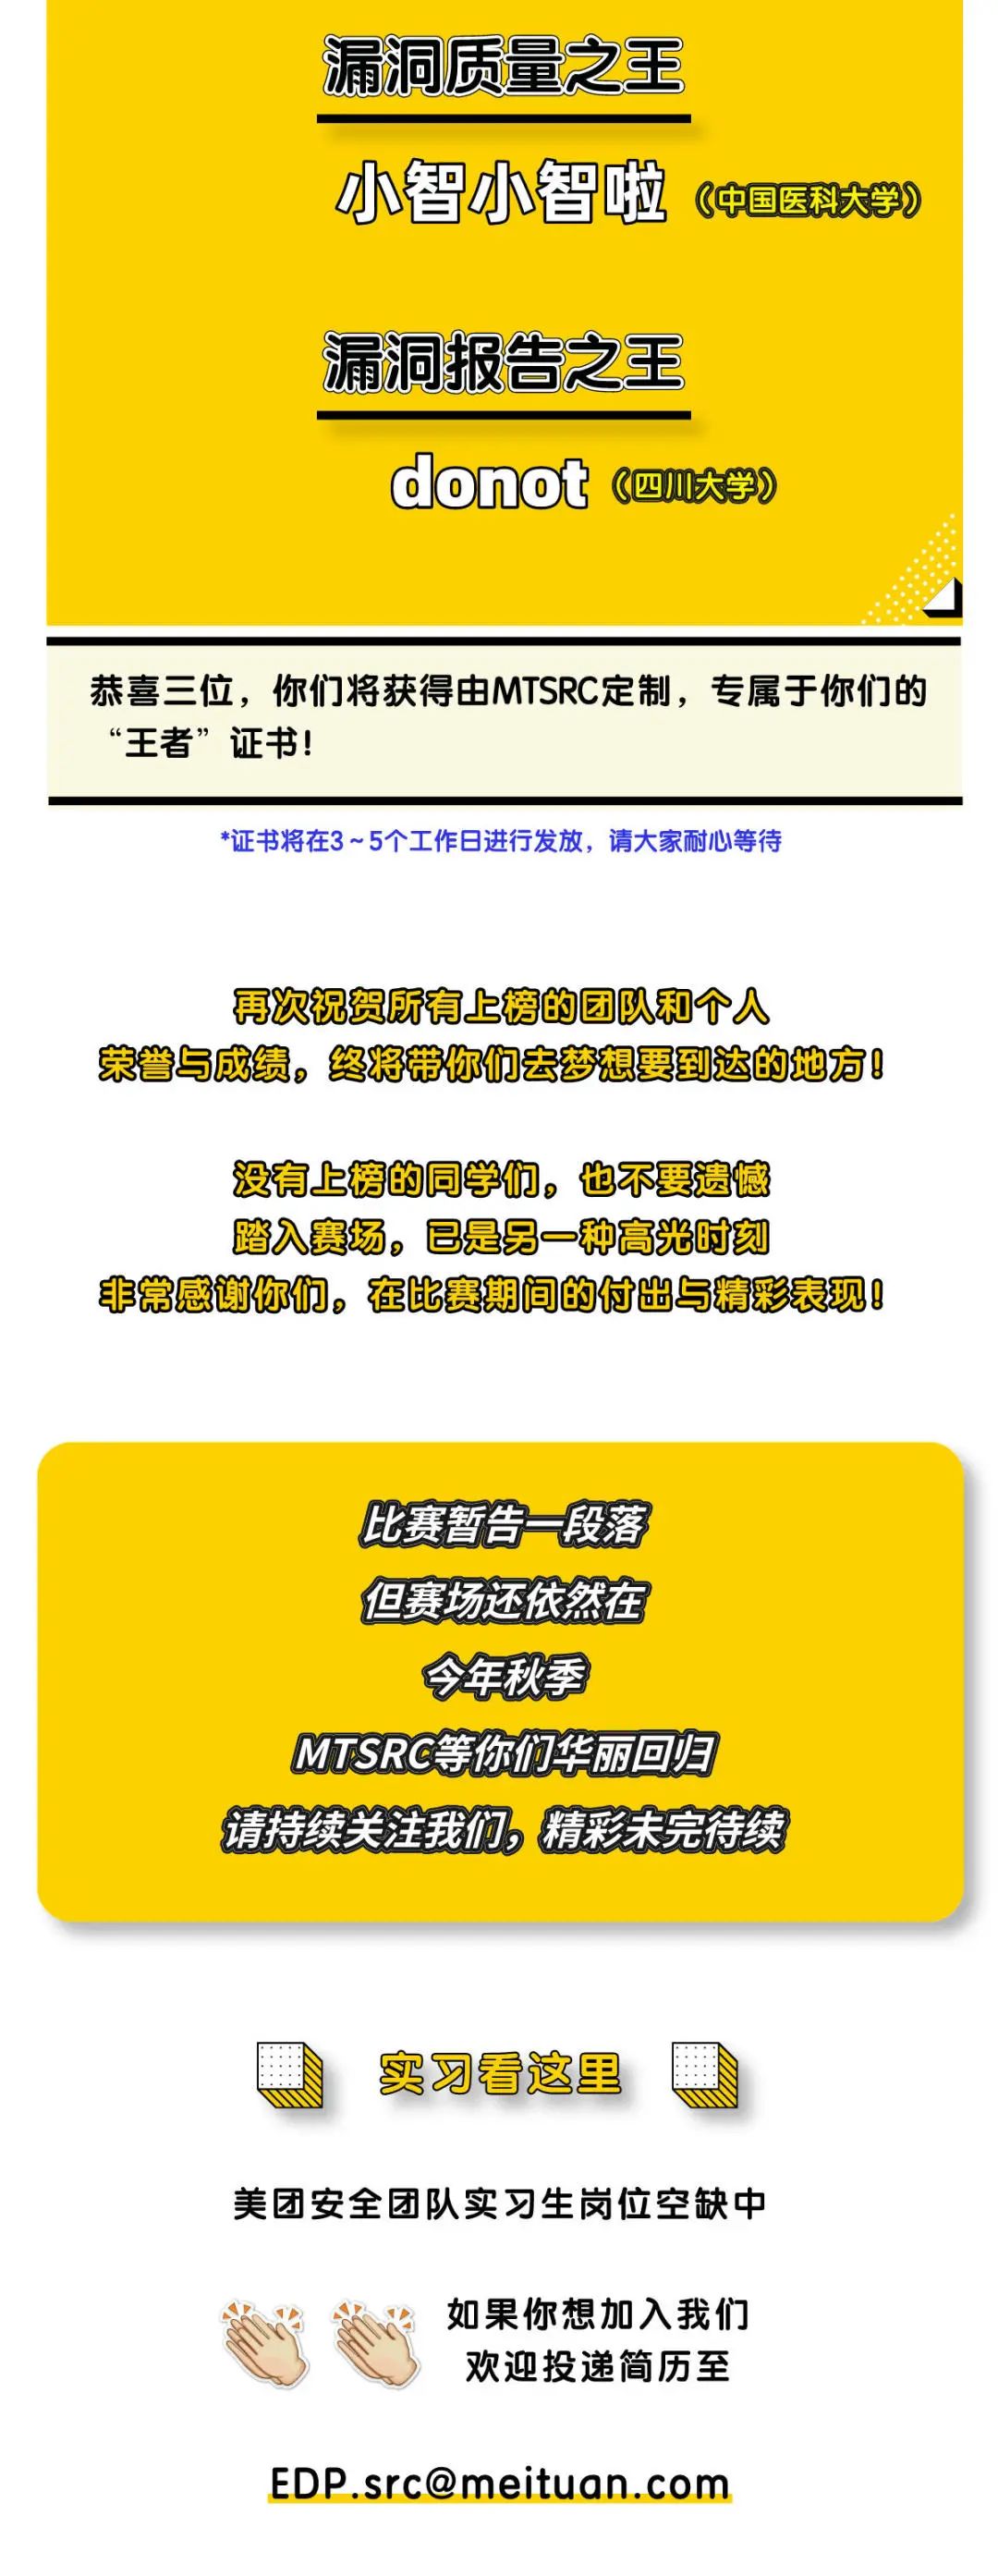 漏洞质量之王
小智小智啦（中国医科大学）
漏洞报告之王
donot（四川大学）
恭喜三位，你们将获得由MTSRC定制，专属于你们的
“王者”证书！
*证书将在3～5个工作日进行发放，请大家耐心等待
再次祝贺所有上榜的团队和个人
荣誉与成绩，终将带你们去梦想要到达的地方！
没有上榜的同学们，也不要遗憾
踏入赛场，已是另一种高光时刻
非常感谢你们，在比赛期间的付出与精彩表现！
比赛暂告一段落
但赛场还依然在
今年秋季
MTSRC等你们华丽回归
请持续关注我们，精彩未完待续
实习看这里
美团安全团队实习生岗位空缺中
如果你想加入我们
欢迎投递简历至
EDP.src@meituan.com